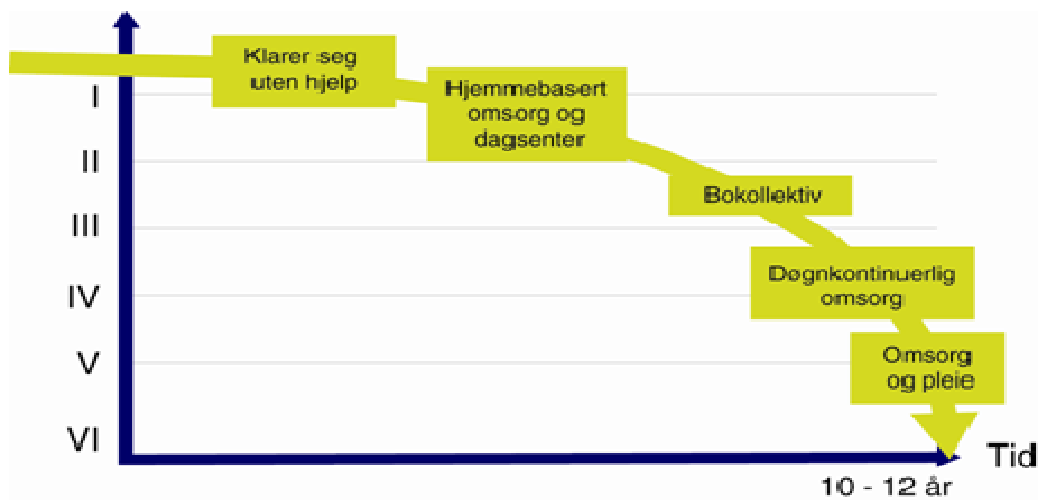 Klarer seg
uten hjelp
I
Hjemmebasert
omsorg og
dagsenter
II
Bokollektiv
III
Døgnkontinuerlig
omsorg
IV
V
Omsorg
og pleie
VI
Tid
10 - 12 år